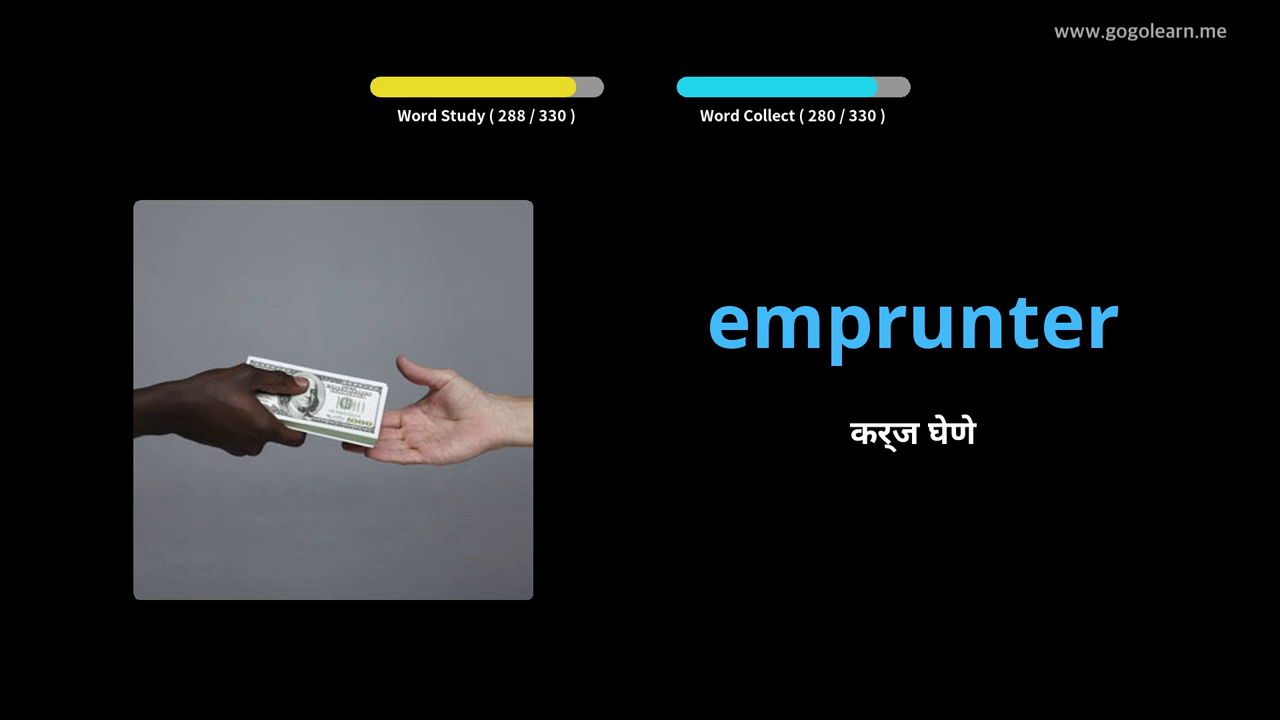 www.gogolearn.me
Word Study ( 288 / 330 )
Word Collect ( 280 / 330 )
emprunter
कर्ज घेणे